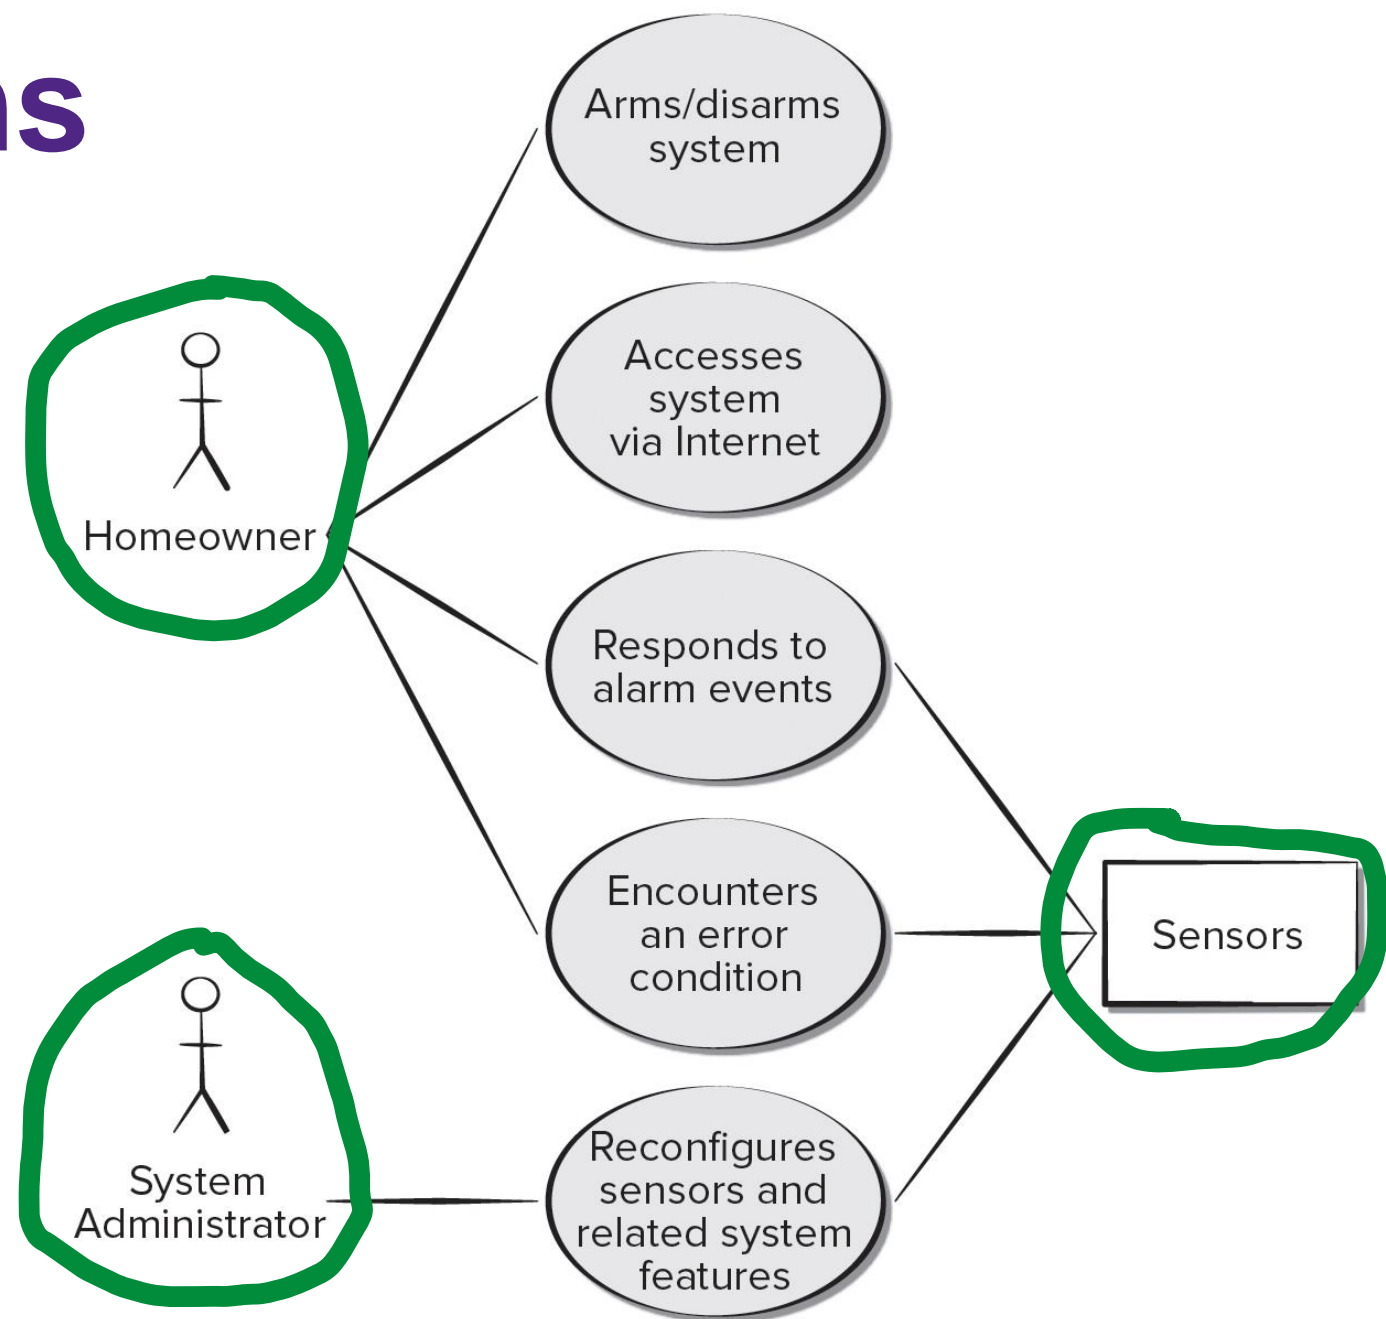 ns
Arms/disarms
system
Accesses
system
via Internet
Homeowner
Responds to
alarm events
Encounters
an error
condition
Sensors
System
Administrator
Reconfigures
sensors and
related system
features